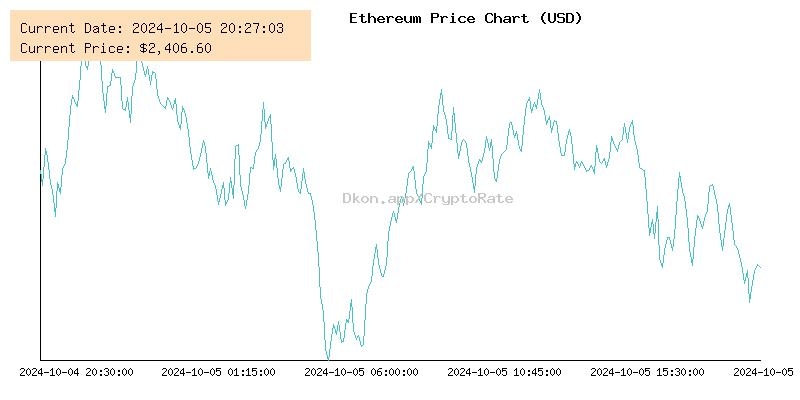 Ethereum Price Chart (USD)
Current Date: 2024-10-05 20:27:03
Current Price: $2,406.60
Dkon.app/CryptoRate
2024-10-04 20:30:00
2024-10-05 01:15:00
2024-10-05 06:00:00
2024-10-05 10:45:00
2024-10-05 15:30:00
2024-10-05